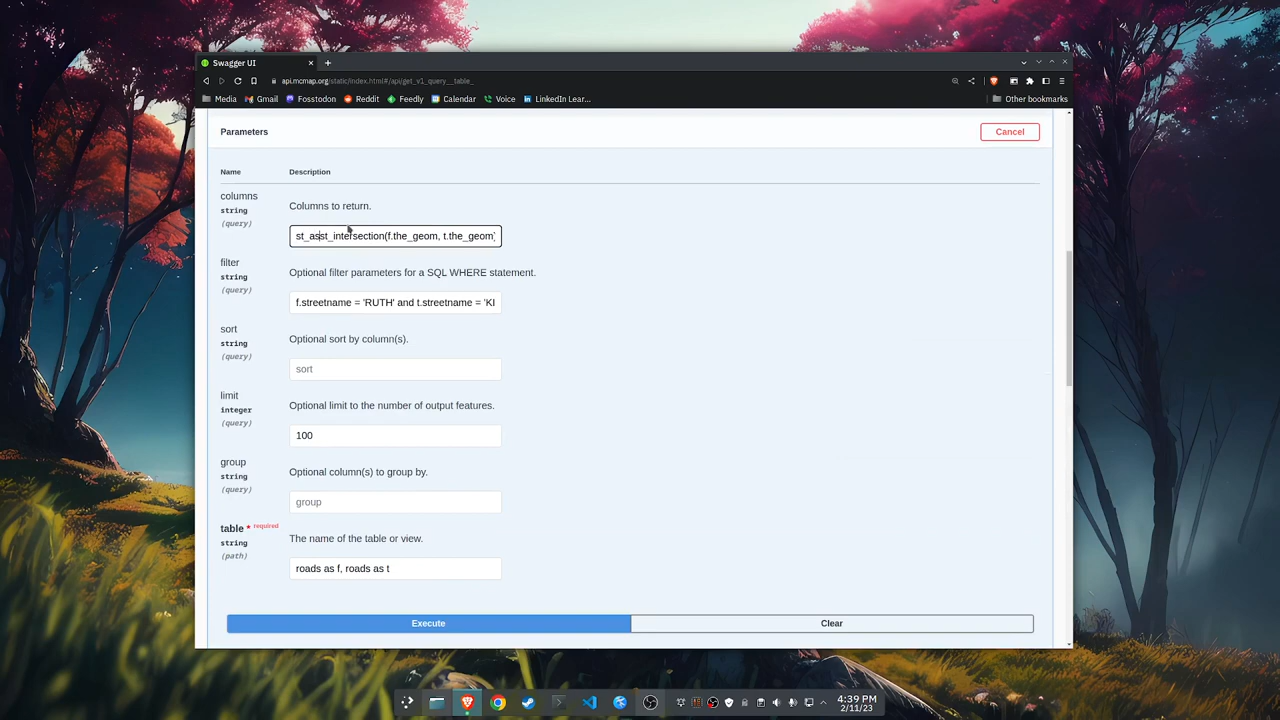 Swagger UI
api.mcmap.org/static/index.html#/api/get_v1_query__table_
Media Gmail Fosstodon Reddit Feedly Calendar Voice LinkedIn Lear... Other bookmarks
Parameters
Cancel
Name Description
columns
string
(query)
Columns to return.
st_asst_intersection(f.the_geom, t.the_geom)
filter
string
(query)
Optional filter parameters for a SQL WHERE statement.
f.streetname = 'RUTH' and t.streetname = 'KI
sort
string
(query)
Optional sort by column(s).
sort
limit
integer
(query)
Optional limit to the number of output features.
100
group
string
(query)
Optional column(s) to group by.
group
table * required
string
(path)
The name of the table or view.
roads as f, roads as t
Execute
Clear
4:39 PM
2/11/23